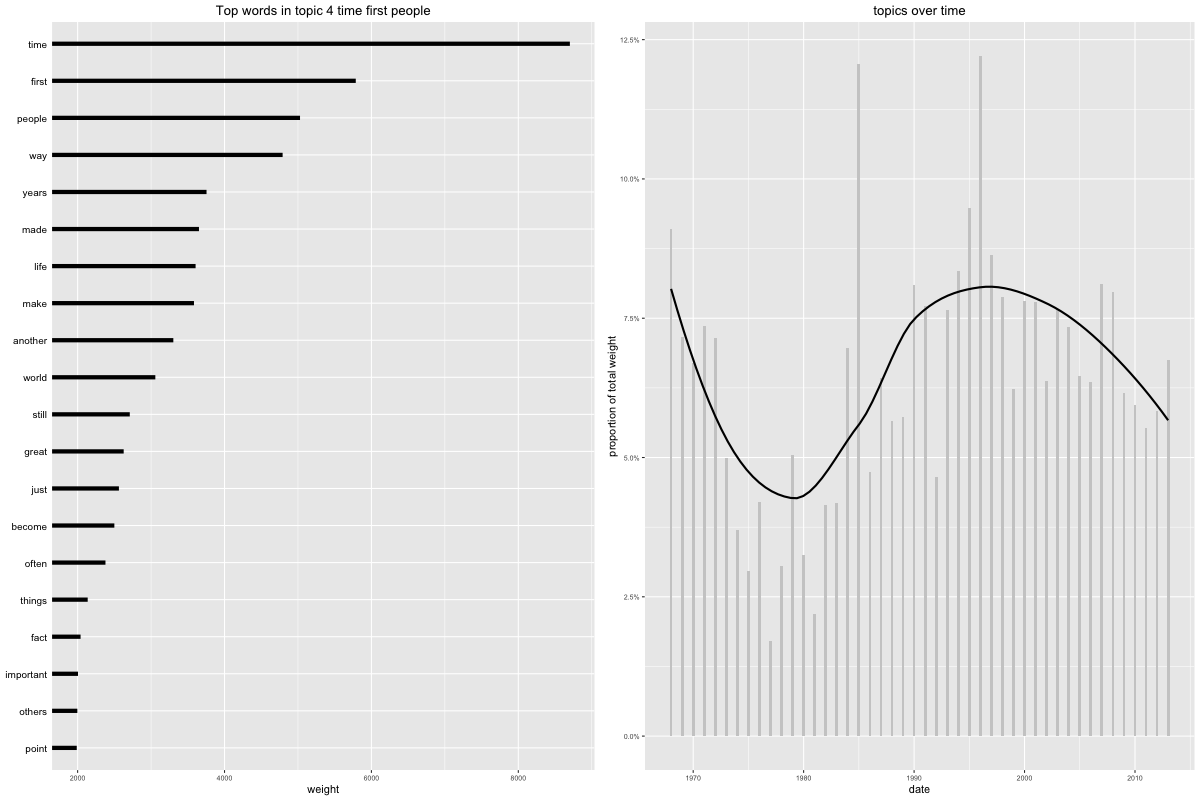 Top words in topic 4 time first people
time
first
people
way
years
made
life
make
another
world
still
great
just
become
often
things
fact
important
others
point
2000 4000 6000 8000
weight
topics over time
12.5%
10.0%
7.5%
5.0%
2.5%
0.0%
proportion of total weight
1970 1980 1990 2000 2010
date